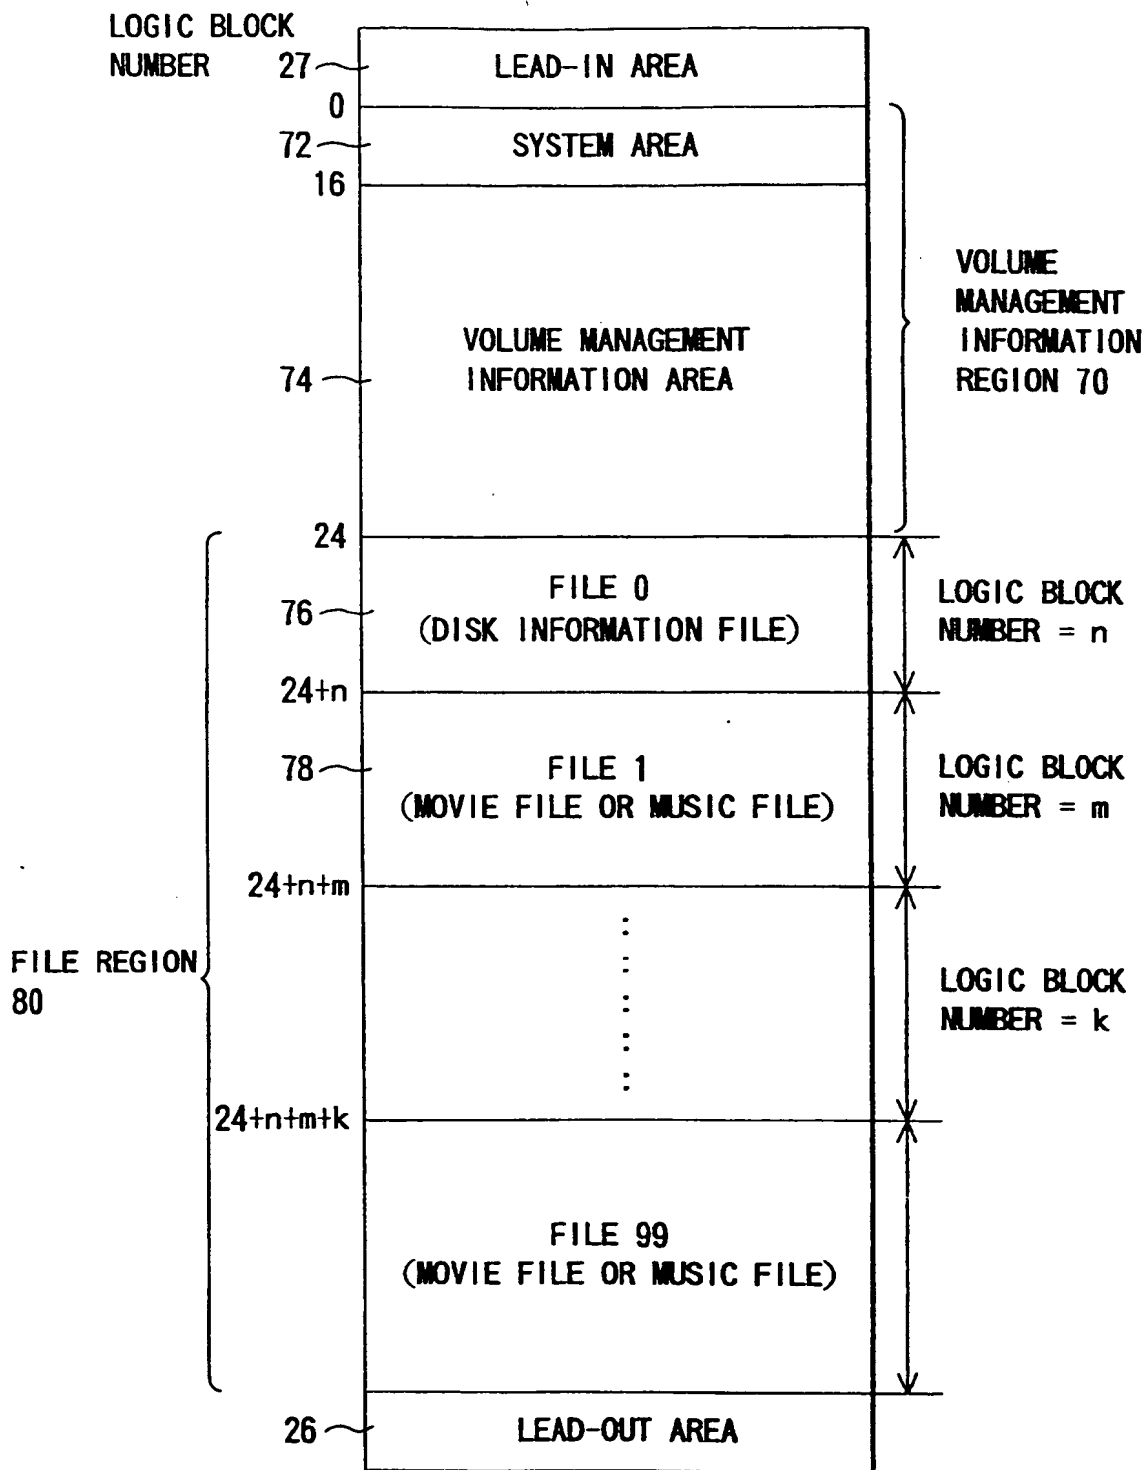 LOGIC BLOCK
NUMBER
27
LEAD-IN AREA
0
72
SYSTEM AREA
16
VOLUME
MANAGEMENT
INFORMATION
REGION 70
VOLUME MANAGEMENT
INFORMATION AREA
74
24
FILE 0
(DISK INFORMATION FILE)
76
LOGIC BLOCK
NUMBER = n
24+n
78
FILE 1
(MOVIE FILE OR MUSIC FILE)
LOGIC BLOCK
NUMBER = m
24+n+m
FILE REGION
80
LOGIC BLOCK
NUMBER = k
24+n+m+k
FILE 99
(MOVIE FILE OR MUSIC FILE)
26
LEAD-OUT AREA